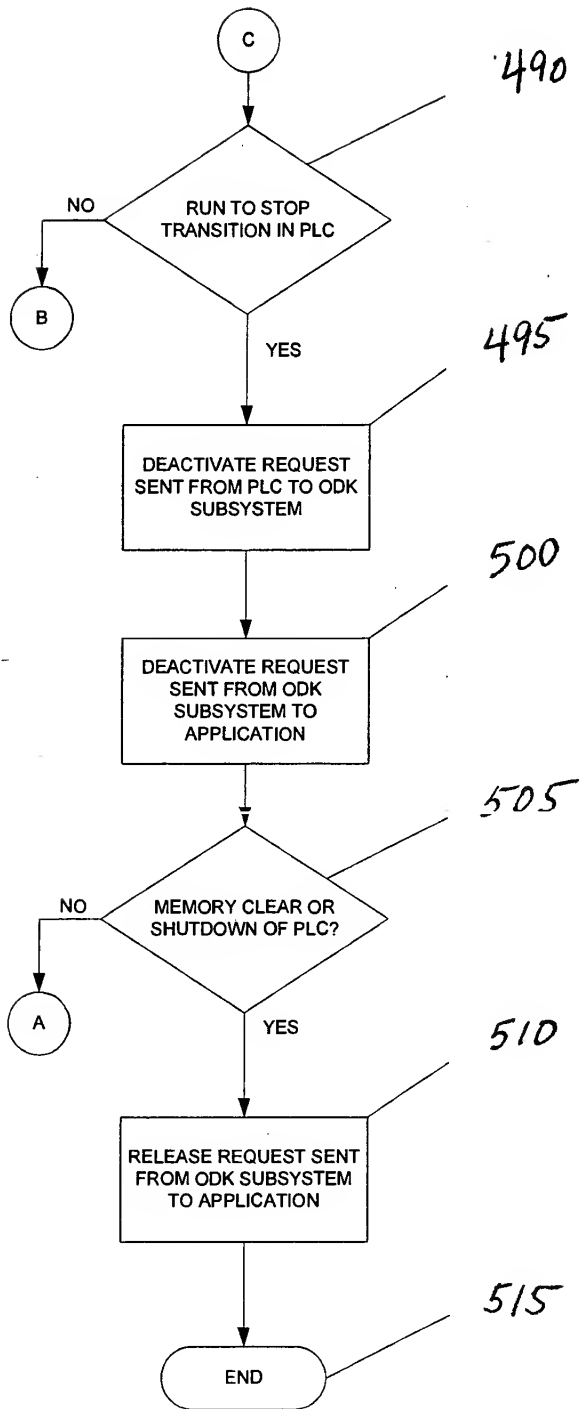 C
490
RUN TO STOP
TRANSITION IN PLC
NO
B
YES
495
DEACTIVATE REQUEST
SENT FROM PLC TO ODK
SUBSYSTEM
500
DEACTIVATE REQUEST
SENT FROM ODK
SUBSYSTEM TO
APPLICATION
505
NO
MEMORY CLEAR OR
SHUTDOWN OF PLC?
A
YES
510
RELEASE REQUEST SENT
FROM ODK SUBSYSTEM
TO APPLICATION
515
END